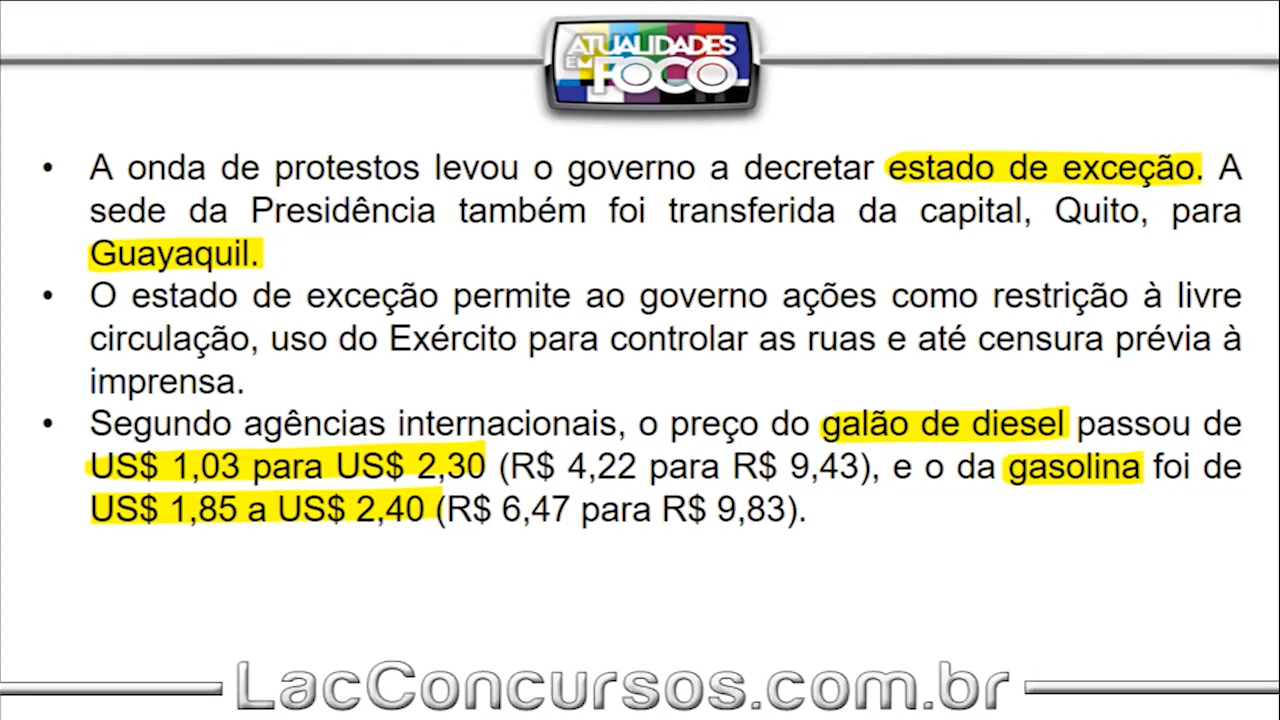 ATUALIDADES
EM FOCO
• A onda de protestos levou o governo a decretar estado de exceção. A
sede da Presidência também foi transferida da capital, Quito, para
Guayaquil.
• O estado de exceção permite ao governo ações como restrição à livre
circulação, uso do Exército para controlar as ruas e até censura prévia à
imprensa.
• Segundo agências internacionais, o preço do galão de diesel passou de
US$ 1,03 para US$ 2,30 (R$ 4,22 para R$ 9,43), e o da gasolina foi de
US$ 1,85 a US$ 2,40 (R$ 6,47 para R$ 9,83).
LacConcursos.com.br